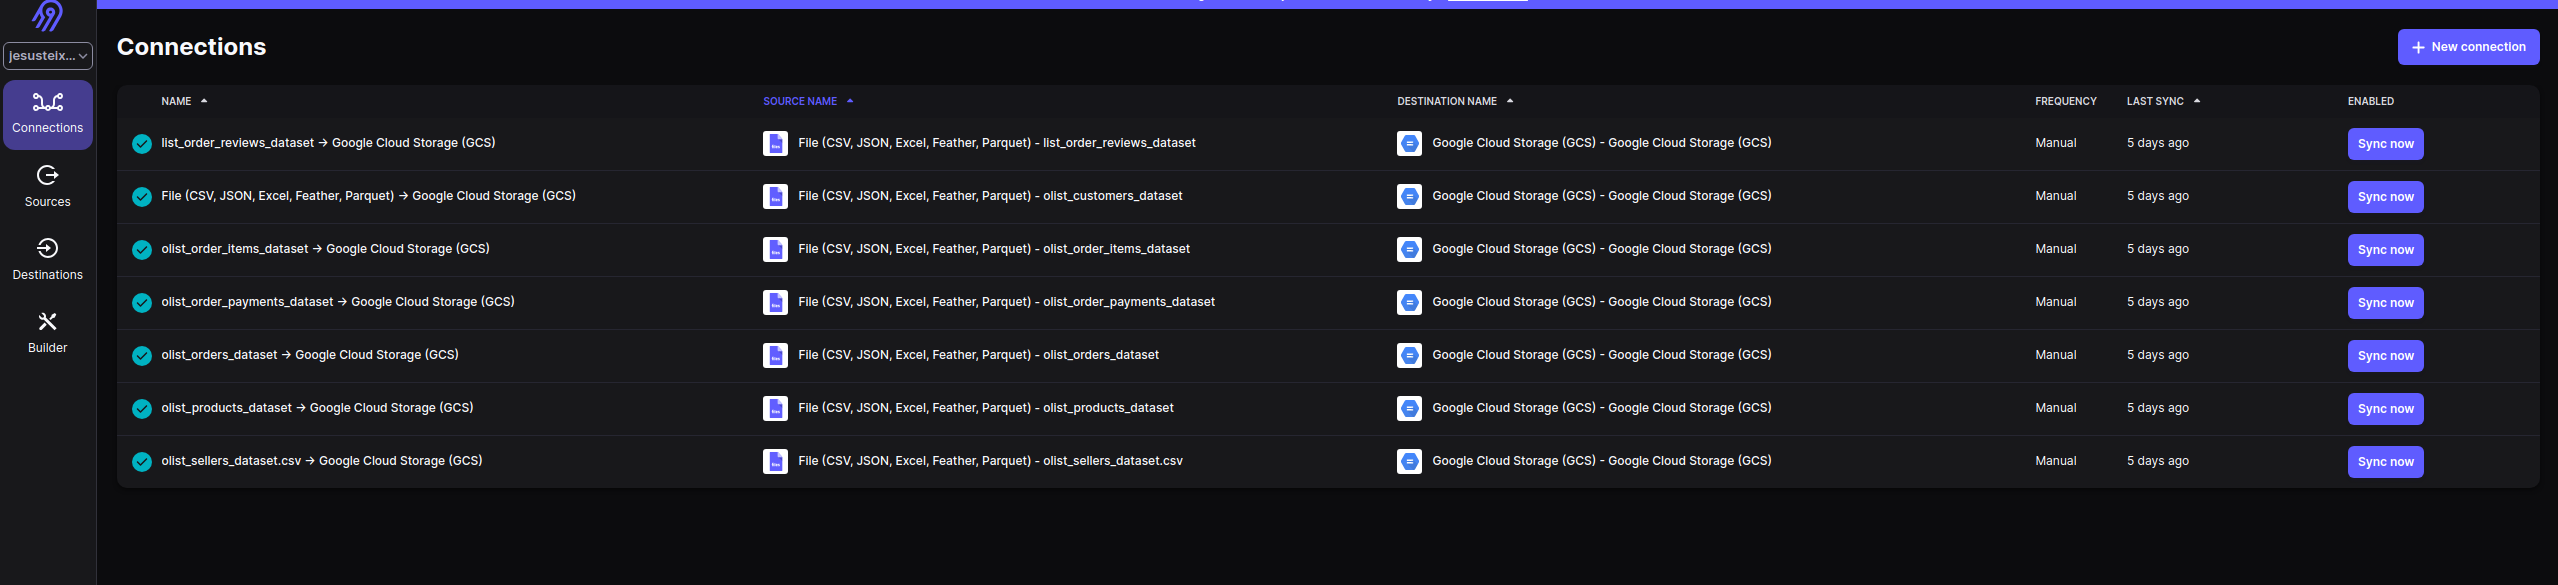 jesusteix...
Connections
Sources
Destinations
Builder
Connections
New connection
NAME SOURCE NAME DESTINATION NAME FREQUENCY LAST SYNC ENABLED
list_order_reviews_dataset → Google Cloud Storage (GCS) File (CSV, JSON, Excel, Feather, Parquet) - list_order_reviews_dataset Google Cloud Storage (GCS) - Google Cloud Storage (GCS) Manual 5 days ago Sync now
File (CSV, JSON, Excel, Feather, Parquet) → Google Cloud Storage (GCS) File (CSV, JSON, Excel, Feather, Parquet) - olist_customers_dataset Google Cloud Storage (GCS) - Google Cloud Storage (GCS) Manual 5 days ago Sync now
olist_order_items_dataset → Google Cloud Storage (GCS) File (CSV, JSON, Excel, Feather, Parquet) - olist_order_items_dataset Google Cloud Storage (GCS) - Google Cloud Storage (GCS) Manual 5 days ago Sync now
olist_order_payments_dataset → Google Cloud Storage (GCS) File (CSV, JSON, Excel, Feather, Parquet) - olist_order_payments_dataset Google Cloud Storage (GCS) - Google Cloud Storage (GCS) Manual 5 days ago Sync now
olist_orders_dataset → Google Cloud Storage (GCS) File (CSV, JSON, Excel, Feather, Parquet) - olist_orders_dataset Google Cloud Storage (GCS) - Google Cloud Storage (GCS) Manual 5 days ago Sync now
olist_products_dataset → Google Cloud Storage (GCS) File (CSV, JSON, Excel, Feather, Parquet) - olist_products_dataset Google Cloud Storage (GCS) - Google Cloud Storage (GCS) Manual 5 days ago Sync now
olist_sellers_dataset.csv → Google Cloud Storage (GCS) File (CSV, JSON, Excel, Feather, Parquet) - olist_sellers_dataset.csv Google Cloud Storage (GCS) - Google Cloud Storage (GCS) Manual 5 days ago Sync now